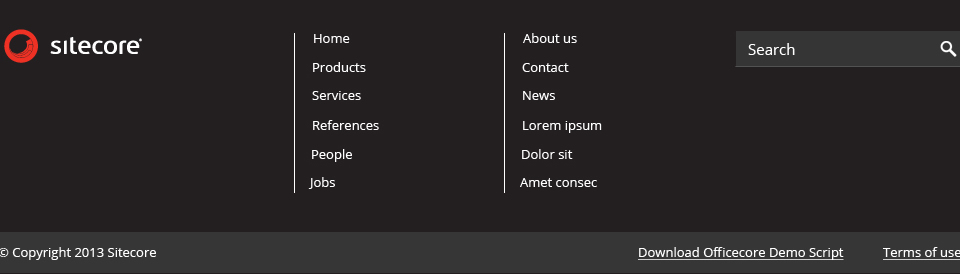 sitecore
Home
Products
Services
References
People
Jobs
About us
Contact
News
Lorem ipsum
Dolor sit
Amet consec
Search
© Copyright 2013 Sitecore
Download Officecore Demo Script
Terms of use